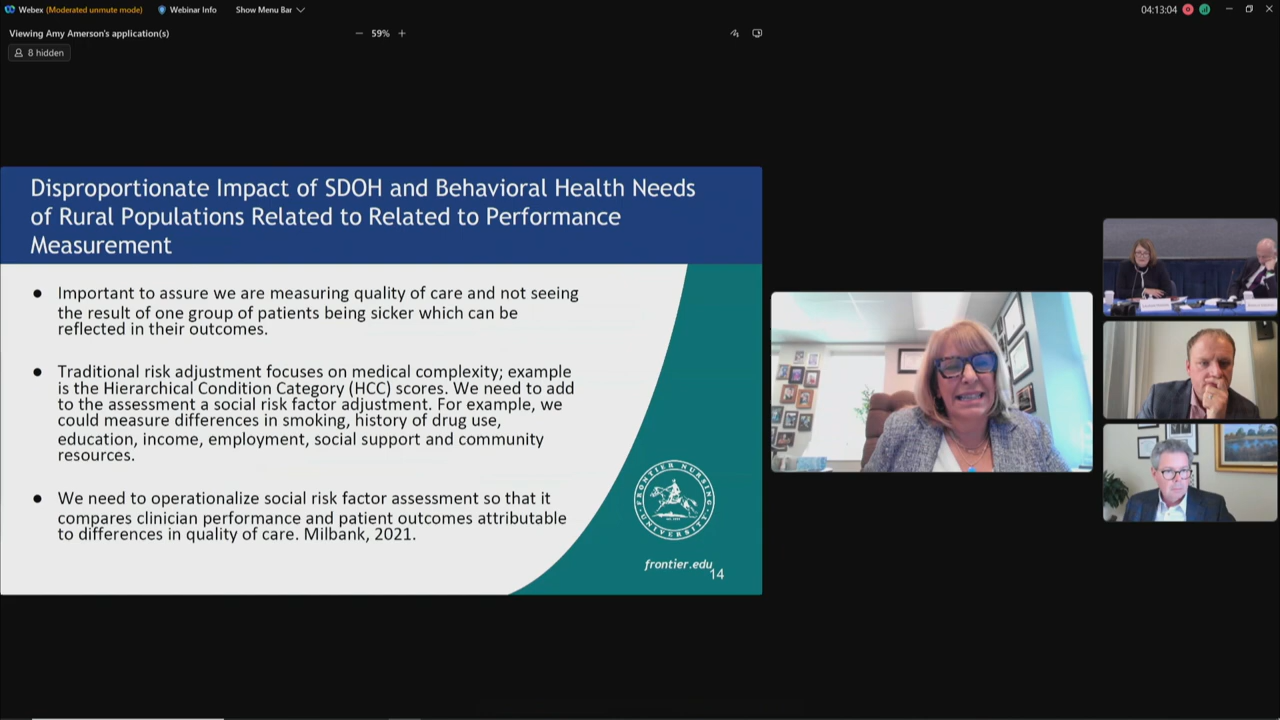 Webex (Moderated unmute mode) Webinar Info Show Menu Bar 04:13:04
Viewing Amy Amerson's application(s) 59%
8 hidden
Disproportionate Impact of SDOH and Behavioral Health Needs
of Rural Populations Related to Related to Performance
Measurement
● Important to assure we are measuring quality of care and not seeing
the result of one group of patients being sicker which can be
reflected in their outcomes.
● Traditional risk adjustment focuses on medical complexity; example
is the Hierarchical Condition Category (HCC) scores. We need to add
to the assessment a social risk factor adjustment. For example, we
could measure differences in smoking, history of drug use,
education, income, employment, social support and community
resources.
● We need to operationalize social risk factor assessment so that it
compares clinician performance and patient outcomes attributable
to differences in quality of care. Milbank, 2021.
FRONTIER NURSING
UNIVERSITY
frontier.edu
14